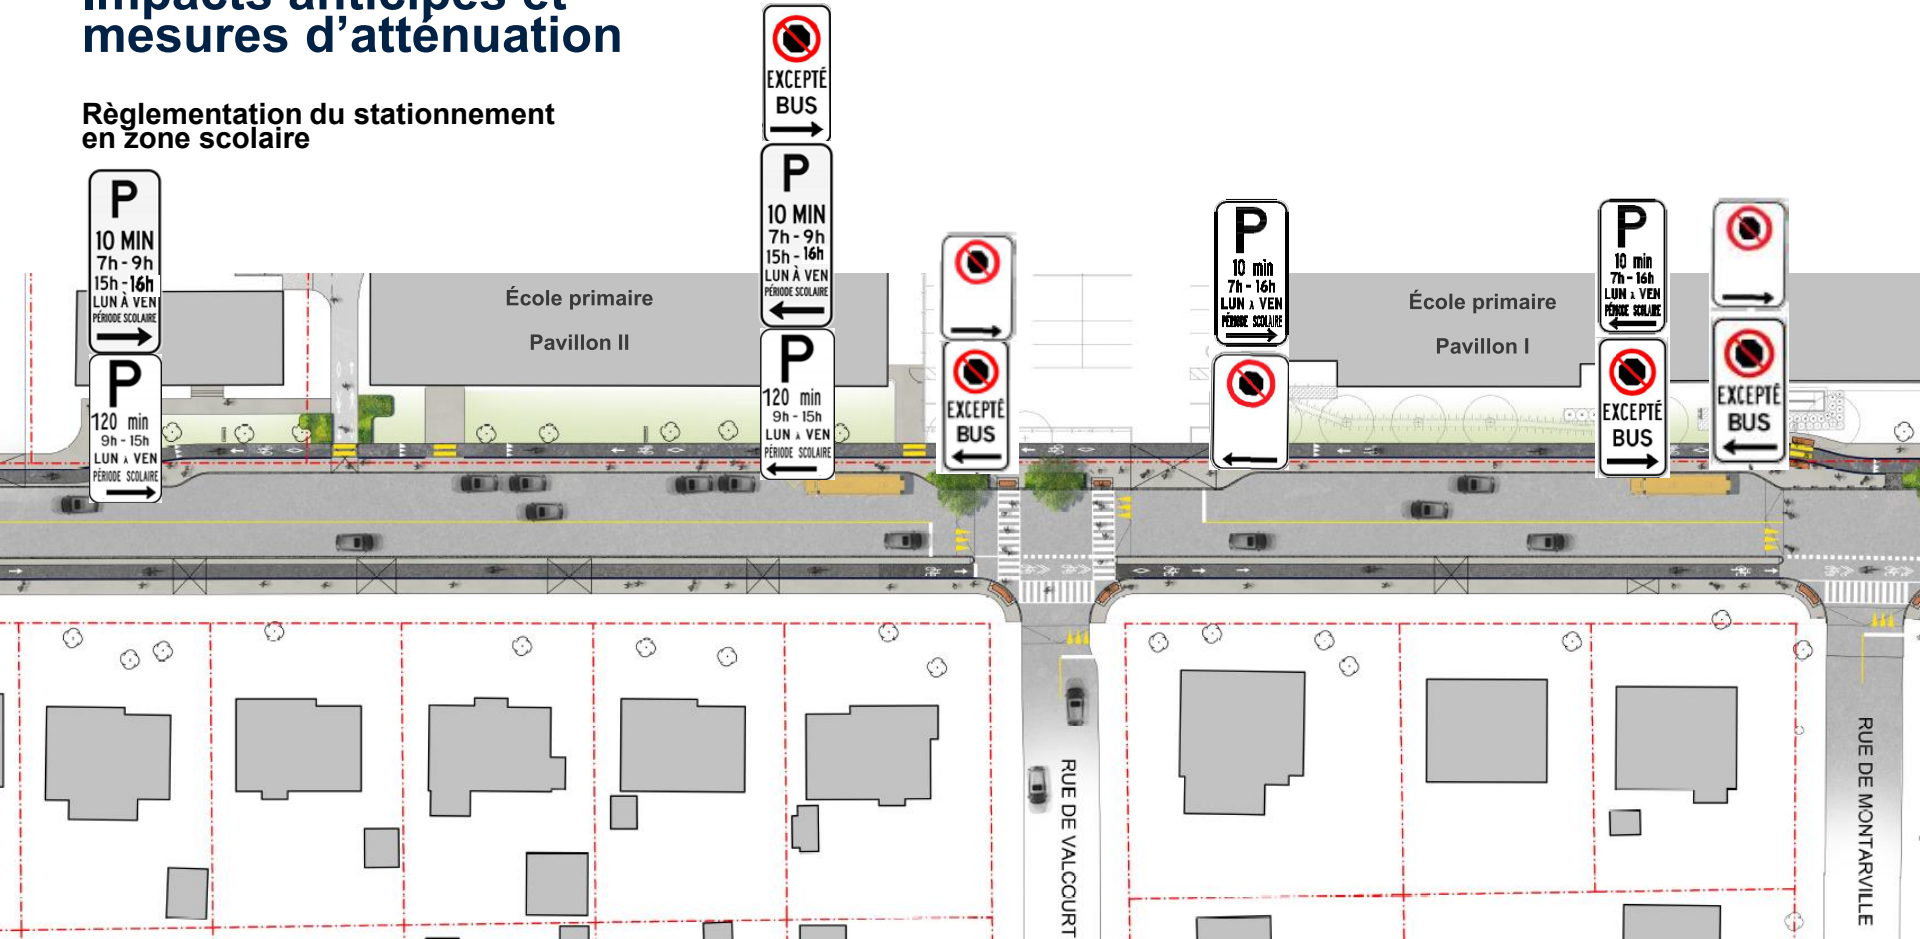 Impacts anticipés et
mesures d'atténuation
Règlementation du stationnement
en zone scolaire
P
10 MIN
7h - 9h
15h - 16h
LUN À VEN
PÉRIODE SCOLAIRE
P
120 min
9h - 15h
LUN À VEN
PÉRIODE SCOLAIRE
École primaire
Pavillon II
EXCEPTÉ
BUS
P
10 MIN
7h - 9h
15h - 16h
LUN À VEN
PÉRIODE SCOLAIRE
P
120 min
9h - 15h
LUN À VEN
PÉRIODE SCOLAIRE
EXCEPTÉ
BUS
P
10 min
7h - 16h
LUN À VEN
PÉRIODE SCOLAIRE
École primaire
Pavillon I
P
10 min
7h - 16h
LUN À VEN
PÉRIODE SCOLAIRE
EXCEPTÉ
BUS
EXCEPTÉ
BUS
RUE DE VALCOURT
RUE DE MONTARVILLE